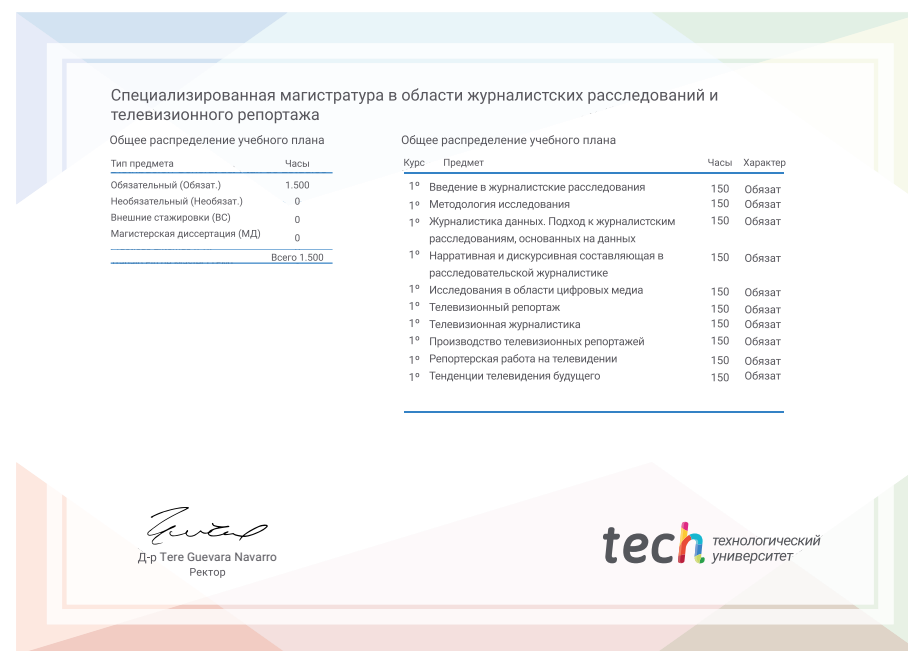 Специализированная магистратура в области журналистских расследований и
телевизионного репортажа
Общее распределение учебного плана
Тип предмета Часы
Обязательный (Обязат.) 1.500
Необязательный (Необязат.) 0
Внешние стажировки (ВС) 0
Магистерская диссертация (МД) 0
Всего 1.500
Общее распределение учебного плана
Курс Предмет Часы Характер
1º Введение в журналистские расследования 150 Обязат
1º Методология исследования 150 Обязат
1º Журналистика данных. Подход к журналистским 150 Обязат
расследованиям, основанных на данных
1º Нарративная и дискурсивная составляющая в 150 Обязат
расследовательской журналистике
1º Исследования в области цифровых медиа 150 Обязат
1º Телевизионный репортаж 150 Обязат
1º Телевизионная журналистика 150 Обязат
1º Производство телевизионных репортажей 150 Обязат
1º Репортерская работа на телевидении 150 Обязат
1º Тенденции телевидения будущего 150 Обязат
Д-р Tere Guevara Navarro
Ректор
tech технологический
университет